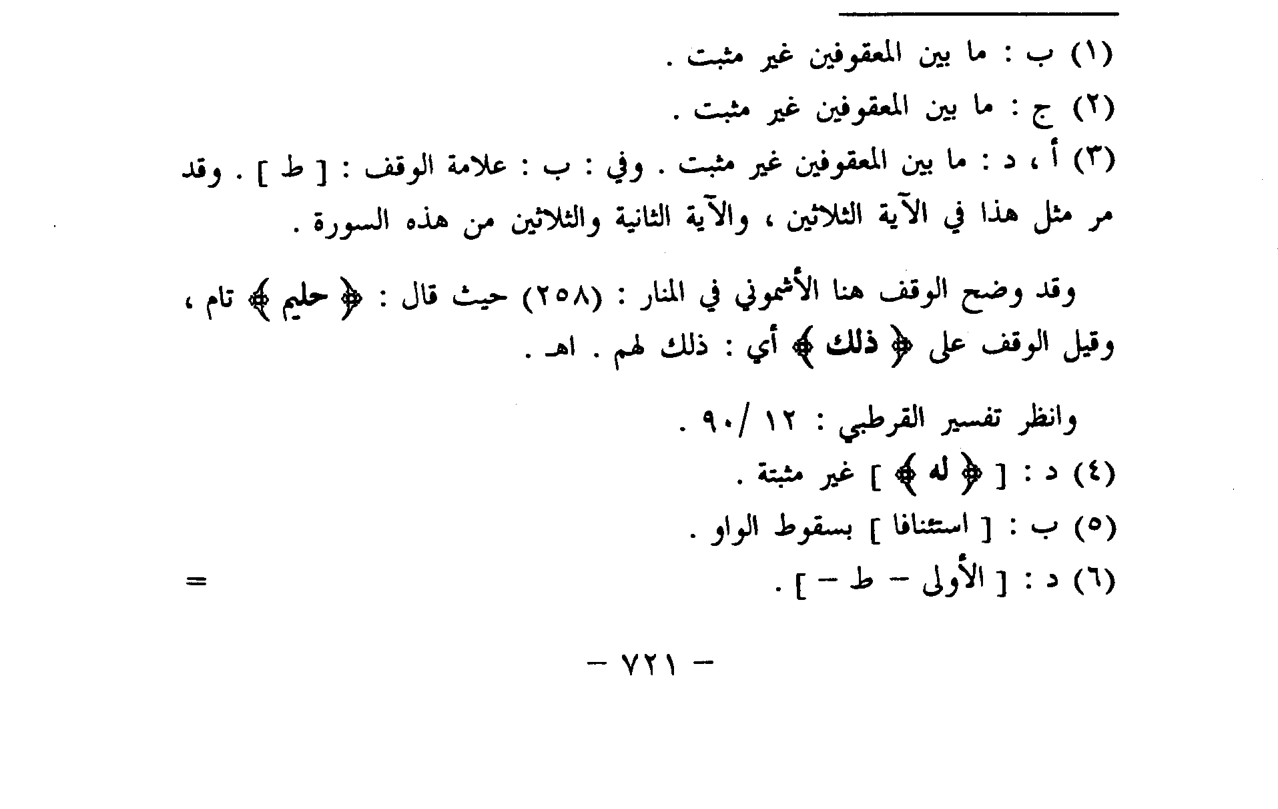 (١) ب : ما بين المعقوفين غير مثبت .
(٢) ج : ما بين المعقوفين غير مثبت .
(٣) أ ، د : ما بين المعقوفين غير مثبت . وفي : ب : علامة الوقف : [ ط ] . وقد
مر مثل هذا في الآية الثلاثين ، والآية الثانية والثلاثين من هذه السورة .
وقد وضح الوقف هنا الأشموني في المنار : (٢٥٨) حيث قال : ﴿ حليم ﴾ تام ،
وقيل الوقف على ﴿ ذلك ﴾ أي : ذلك لهم . اهـ .
وانظر تفسير القرطبي : ١٢ /٩٠ .
(٤) د : [ ﴿ له ﴾ ] غير مثبتة .
(٥) ب : [ استئنافا ] بسقوط الواو .
(٦) د : [ الأولى – ط – ] . =
– ٧٢١ –